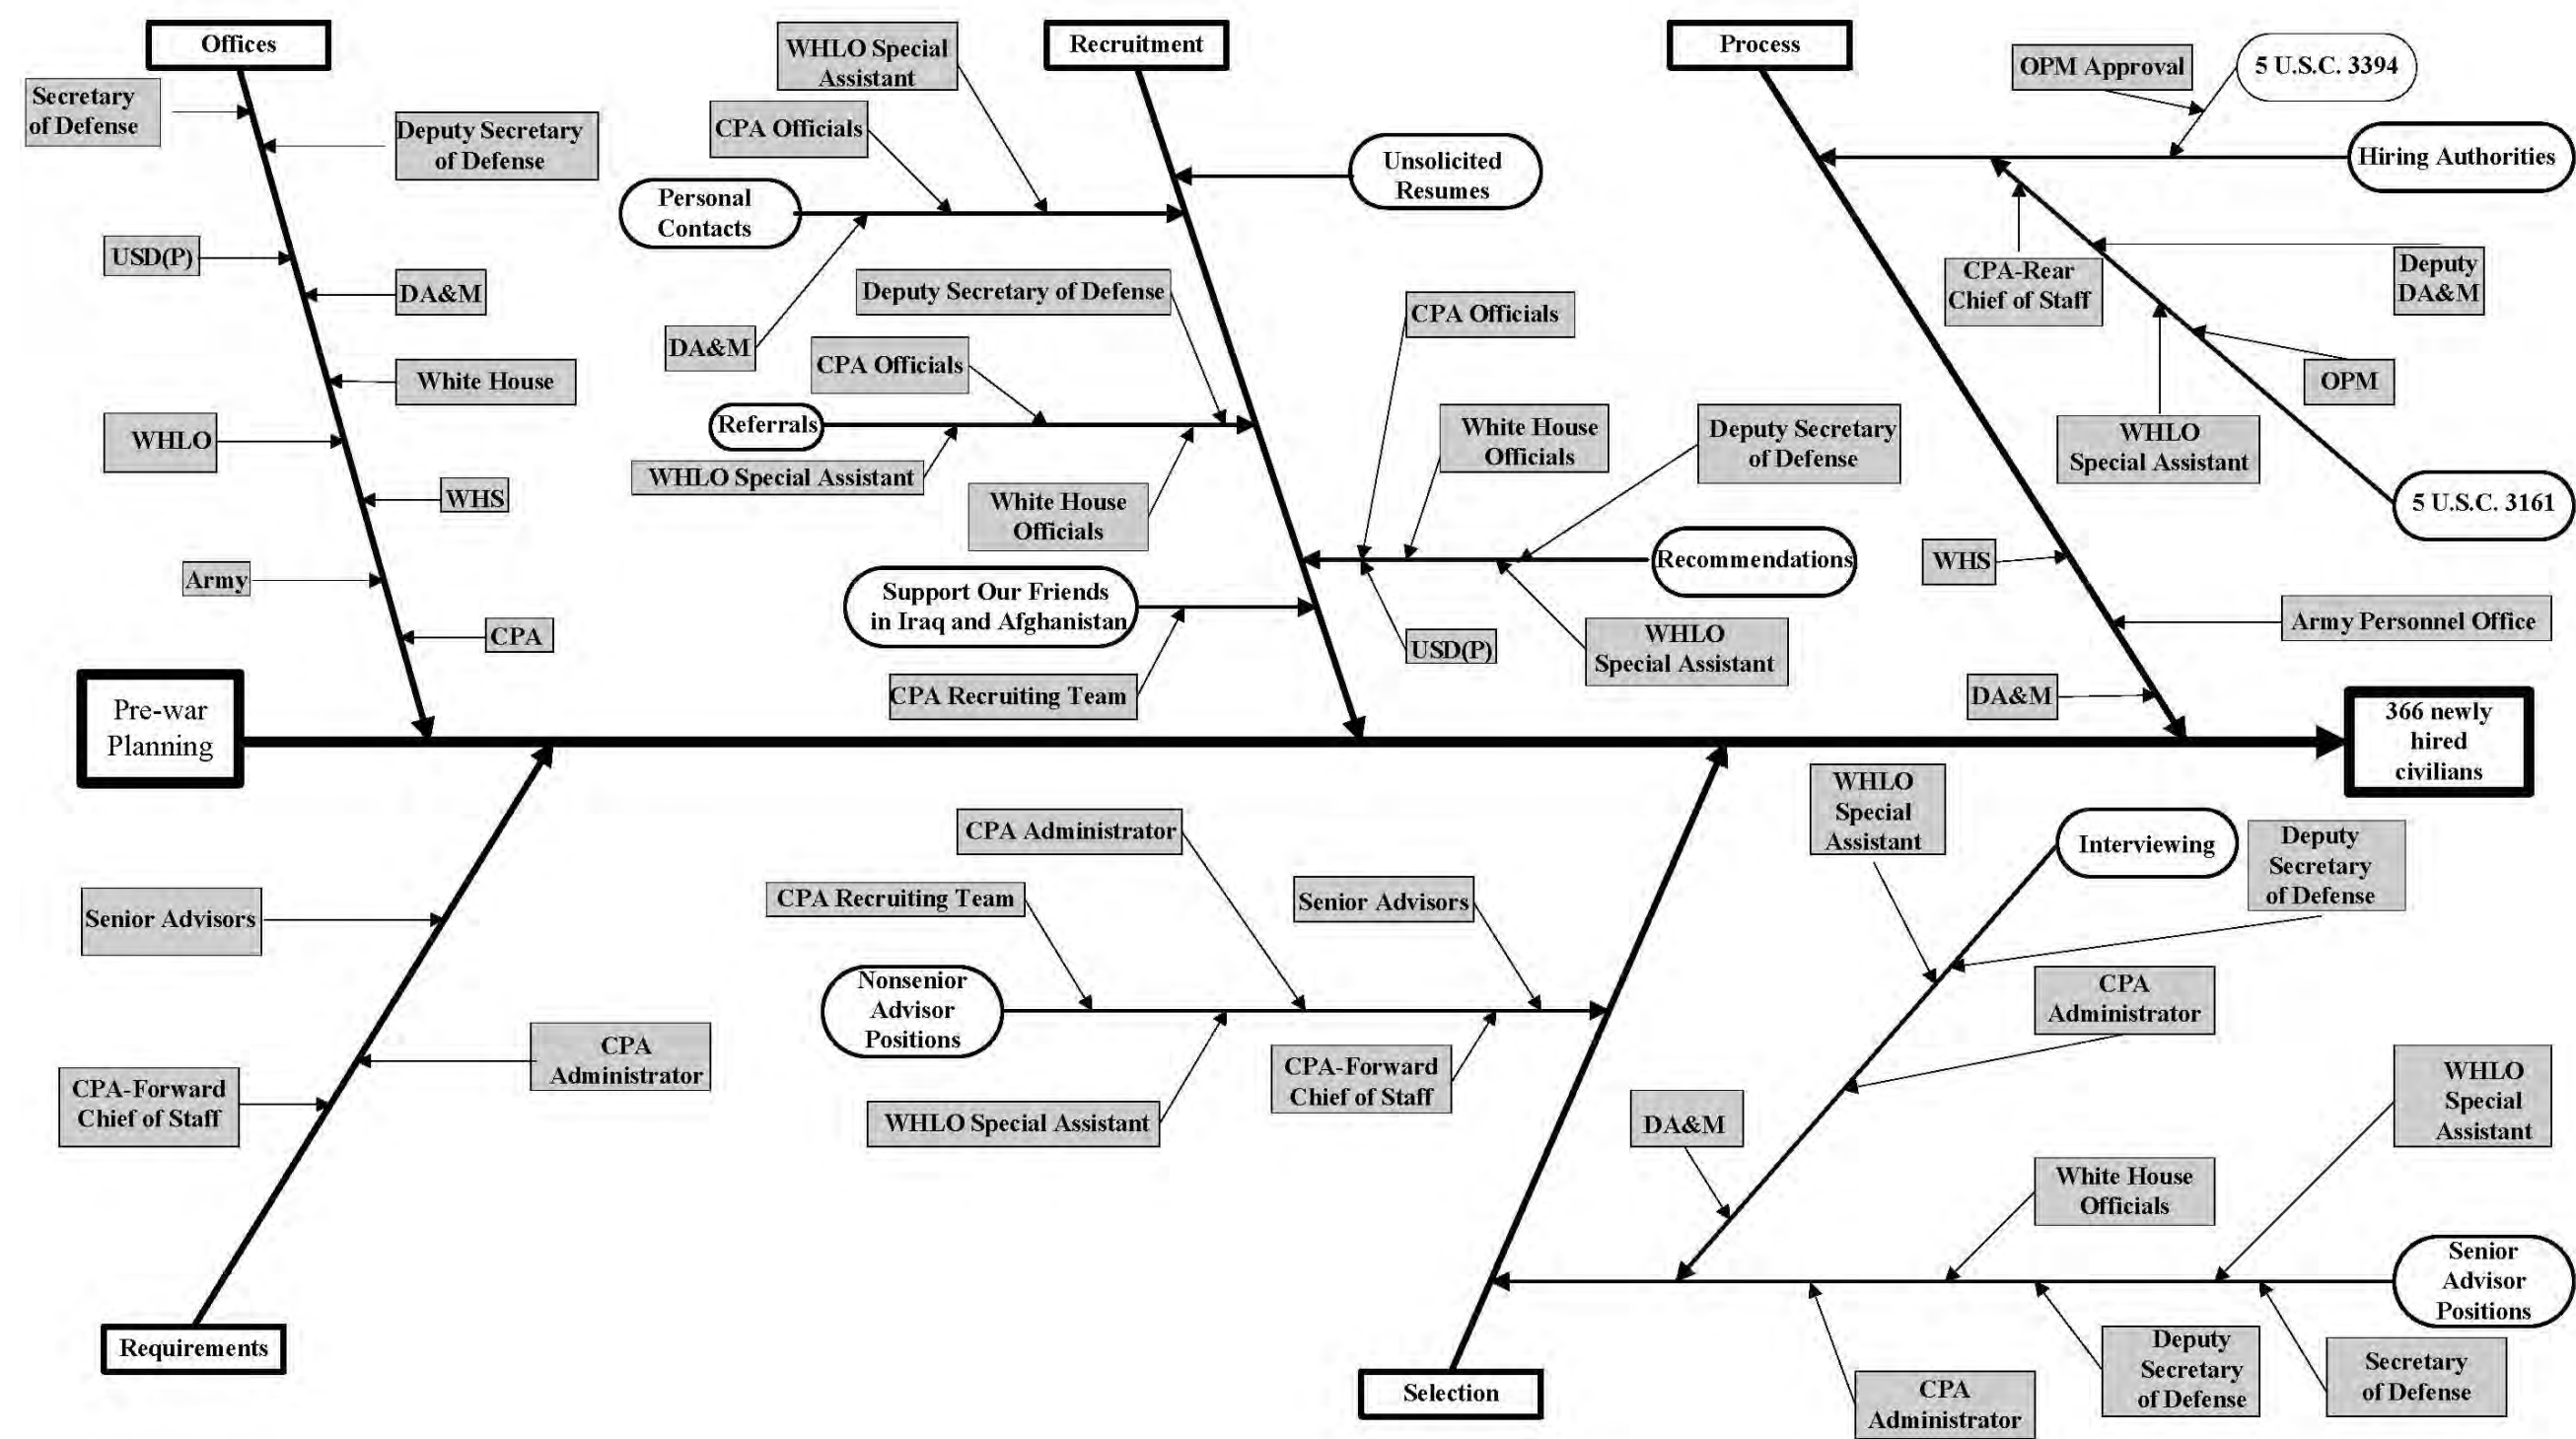 Offices
Secretary
of Defense
Deputy Secretary
of Defense
USD(P)
DA&M
White House
WHLO
WHS
Army
CPA
Recruitment
WHLO Special
Assistant
CPA Officials
Personal
Contacts
Unsolicited
Resumes
DA&M
Deputy Secretary of Defense
CPA Officials
Referrals
WHLO Special Assistant
White House
Officials
CPA Officials
White House
Officials
Deputy Secretary
of Defense
Recommendations
USD(P)
WHLO
Special Assistant
Support Our Friends
in Iraq and Afghanistan
CPA Recruiting Team
Process
OPM Approval
5 U.S.C. 3394
Hiring Authorities
CPA-Rear
Chief of Staff
Deputy
DA&M
OPM
WHLO
Special Assistant
5 U.S.C. 3161
WHS
Army Personnel Office
DA&M
Pre-war
Planning
366 newly
hired
civilians
Senior Advisors
CPA
Administrator
CPA-Forward
Chief of Staff
Requirements
CPA Administrator
CPA Recruiting Team
Senior Advisors
Nonsenior
Advisor
Positions
CPA-Forward
Chief of Staff
WHLO Special Assistant
WHLO
Special
Assistant
Interviewing
Deputy
Secretary
of Defense
CPA
Administrator
DA&M
WHLO
Special
Assistant
White House
Officials
Senior
Advisor
Positions
Deputy
Secretary
of Defense
Secretary
of Defense
CPA
Administrator
Selection